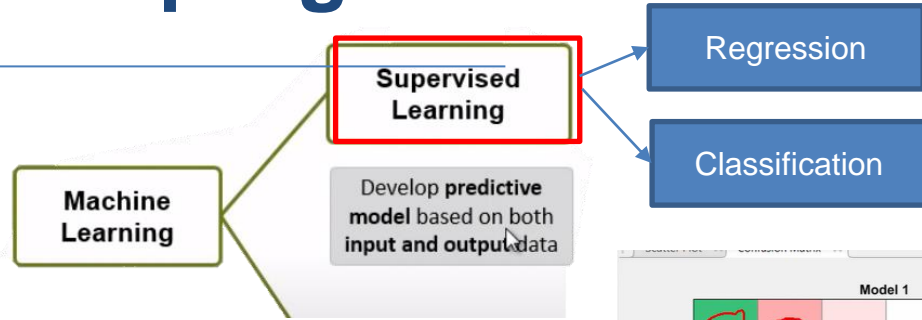 Supervised
Learning
Regression
Classification
Machine
Learning
Develop predictive
model based on both
input and output data
Model 1